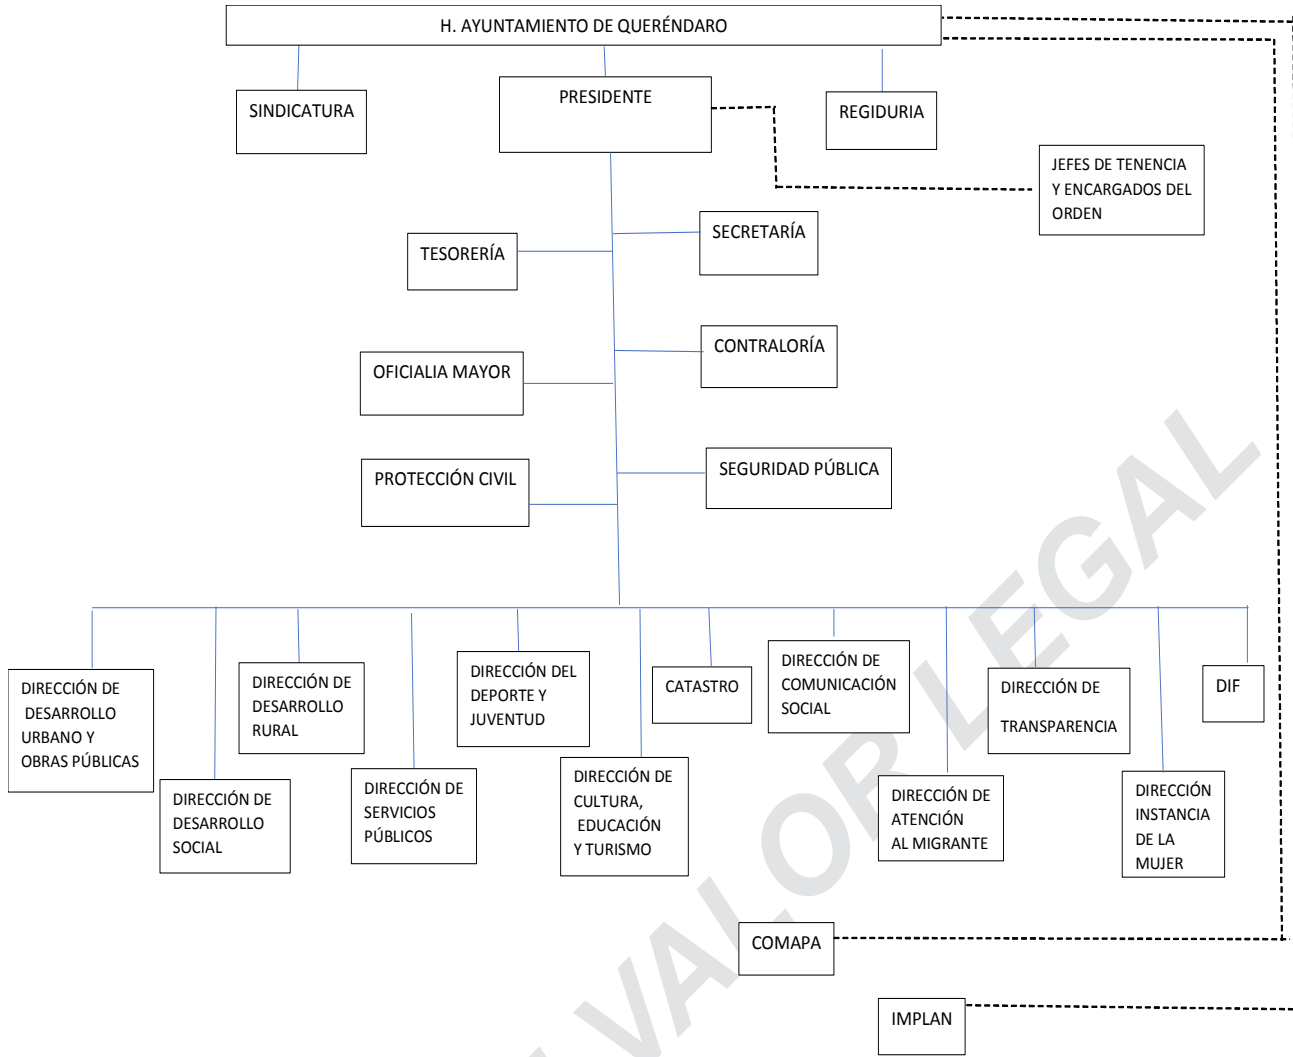 H. AYUNTAMIENTO DE QUERÉNDARO
SINDICATURA
PRESIDENTE
REGIDURIA
JEFES DE TENENCIA
Y ENCARGADOS DEL
ORDEN
TESORERÍA
SECRETARÍA
OFICIALIA MAYOR
CONTRALORÍA
PROTECCIÓN CIVIL
SEGURIDAD PÚBLICA
DIRECCIÓN DE
DESARROLLO
URBANO Y
OBRAS PÚBLICAS
DIRECCIÓN DE
DESARROLLO
SOCIAL
DIRECCIÓN DE
DESARROLLO
RURAL
DIRECCIÓN DE
SERVICIOS
PÚBLICOS
DIRECCIÓN DEL
DEPORTE Y
JUVENTUD
DIRECCIÓN DE
CULTURA,
EDUCACIÓN
Y TURISMO
CATASTRO
DIRECCIÓN DE
COMUNICACIÓN
SOCIAL
DIRECCIÓN DE
ATENCIÓN
AL MIGRANTE
DIRECCIÓN DE
TRANSPARENCIA
DIRECCIÓN
INSTANCIA
DE LA
MUJER
DIF
COMAPA
IMPLAN
VALOR LEGAL